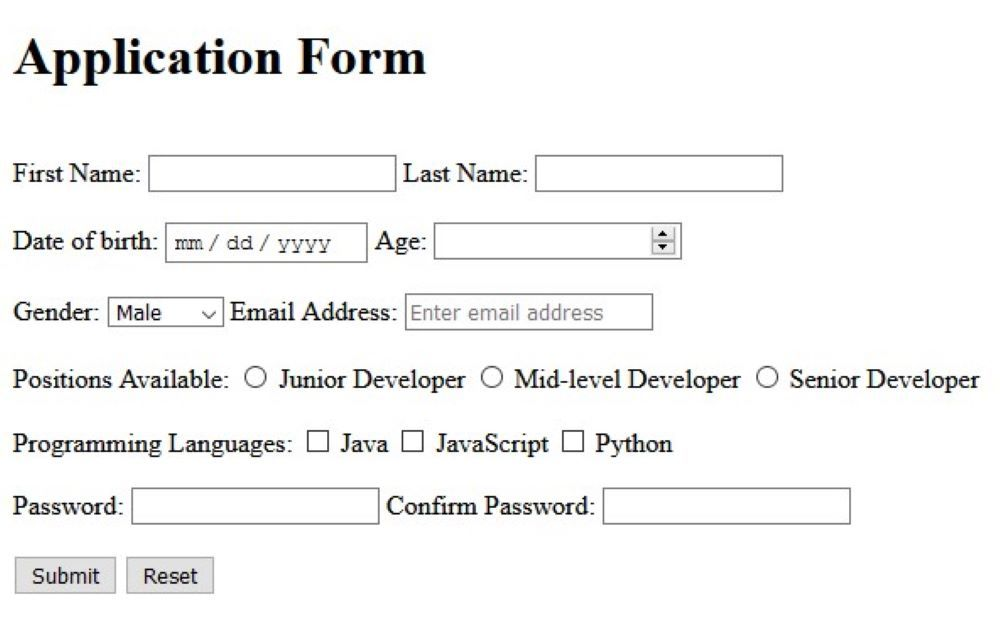 Application Form
First Name: Last Name:
Date of birth: mm / dd / yyyy Age:
Gender: Male Email Address: Enter email address
Positions Available: Junior Developer Mid-level Developer Senior Developer
Programming Languages: Java JavaScript Python
Password: Confirm Password:
Submit Reset